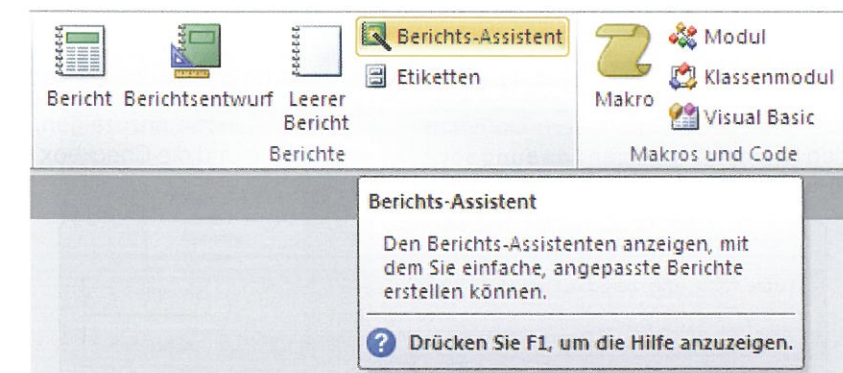 Berichts-Assistent
Modul
Etiketten
Klassenmodul
Bericht Berichtsentwurf Leerer Bericht
Makro
Visual Basic
Berichte
Makros und Code
Berichts-Assistent
Den Berichts-Assistenten anzeigen, mit
dem Sie einfache, angepasste Berichte
erstellen können.
Drücken Sie F1, um die Hilfe anzuzeigen.